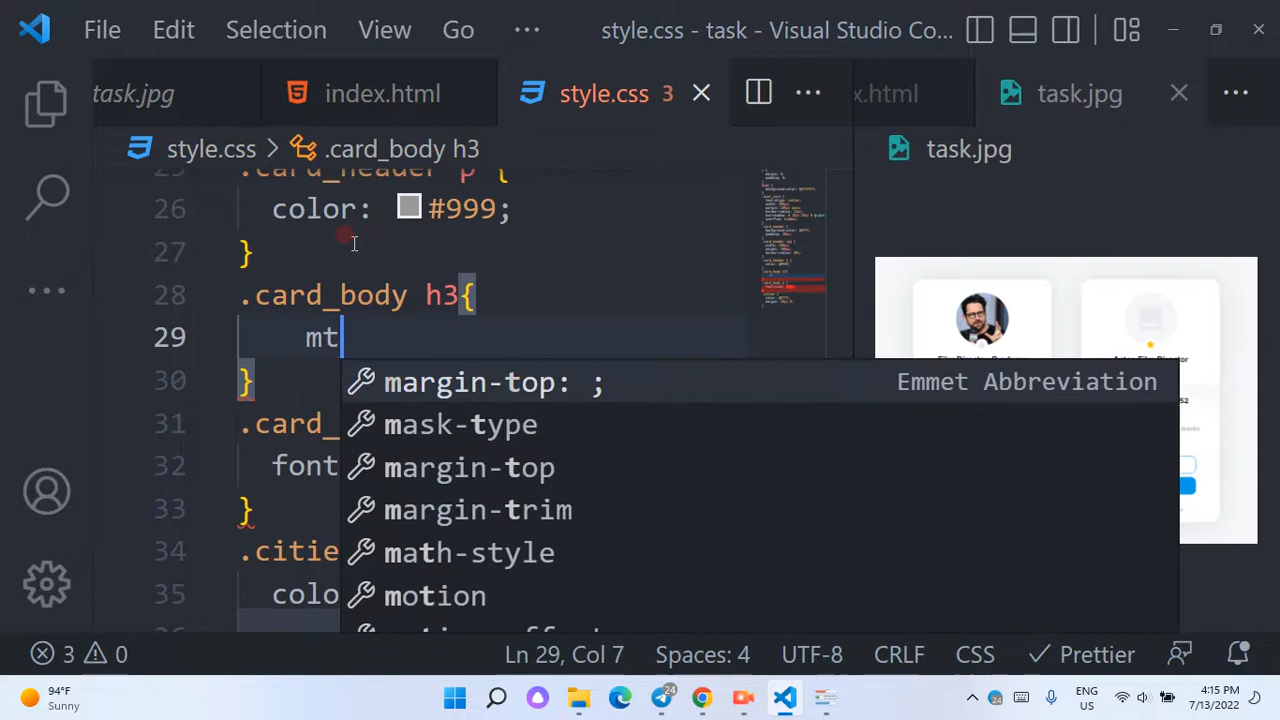 File Edit Selection View Go ··· style.css - task - Visual Studio Co...
task.jpg index.html style.css 3 x.html task.jpg ···
style.css > .card_body h3 task.jpg
25 .card_header p {
26 color: #999;
27 }
28 .card_body h3{
29 mt
30 }
31 .card_
32 font
33 }
34 .citie
35 colo
margin-top: ; Emmet Abbreviation
mask-type
margin-top
margin-trim
math-style
motion
3 0 Ln 29, Col 7 Spaces: 4 UTF-8 CRLF CSS Prettier
94°F
Sunny
24
24
ENG
US
4:15 PM
7/13/2022